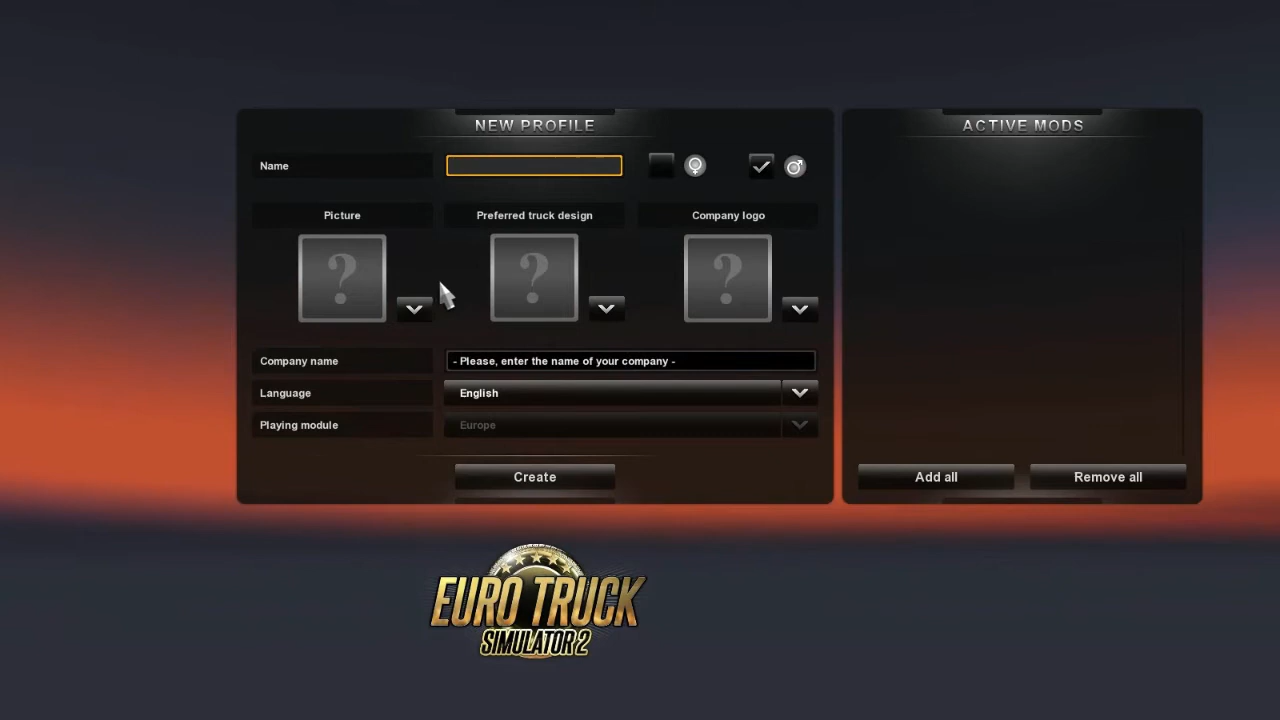 NEW PROFILE
Name
Picture
Preferred truck design
Company logo
?
?
?
Company name
- Please, enter the name of your company -
Language
English
Playing module
Europe
Create
ACTIVE MODS
Add all
Remove all
EURO TRUCK
SIMULATOR 2